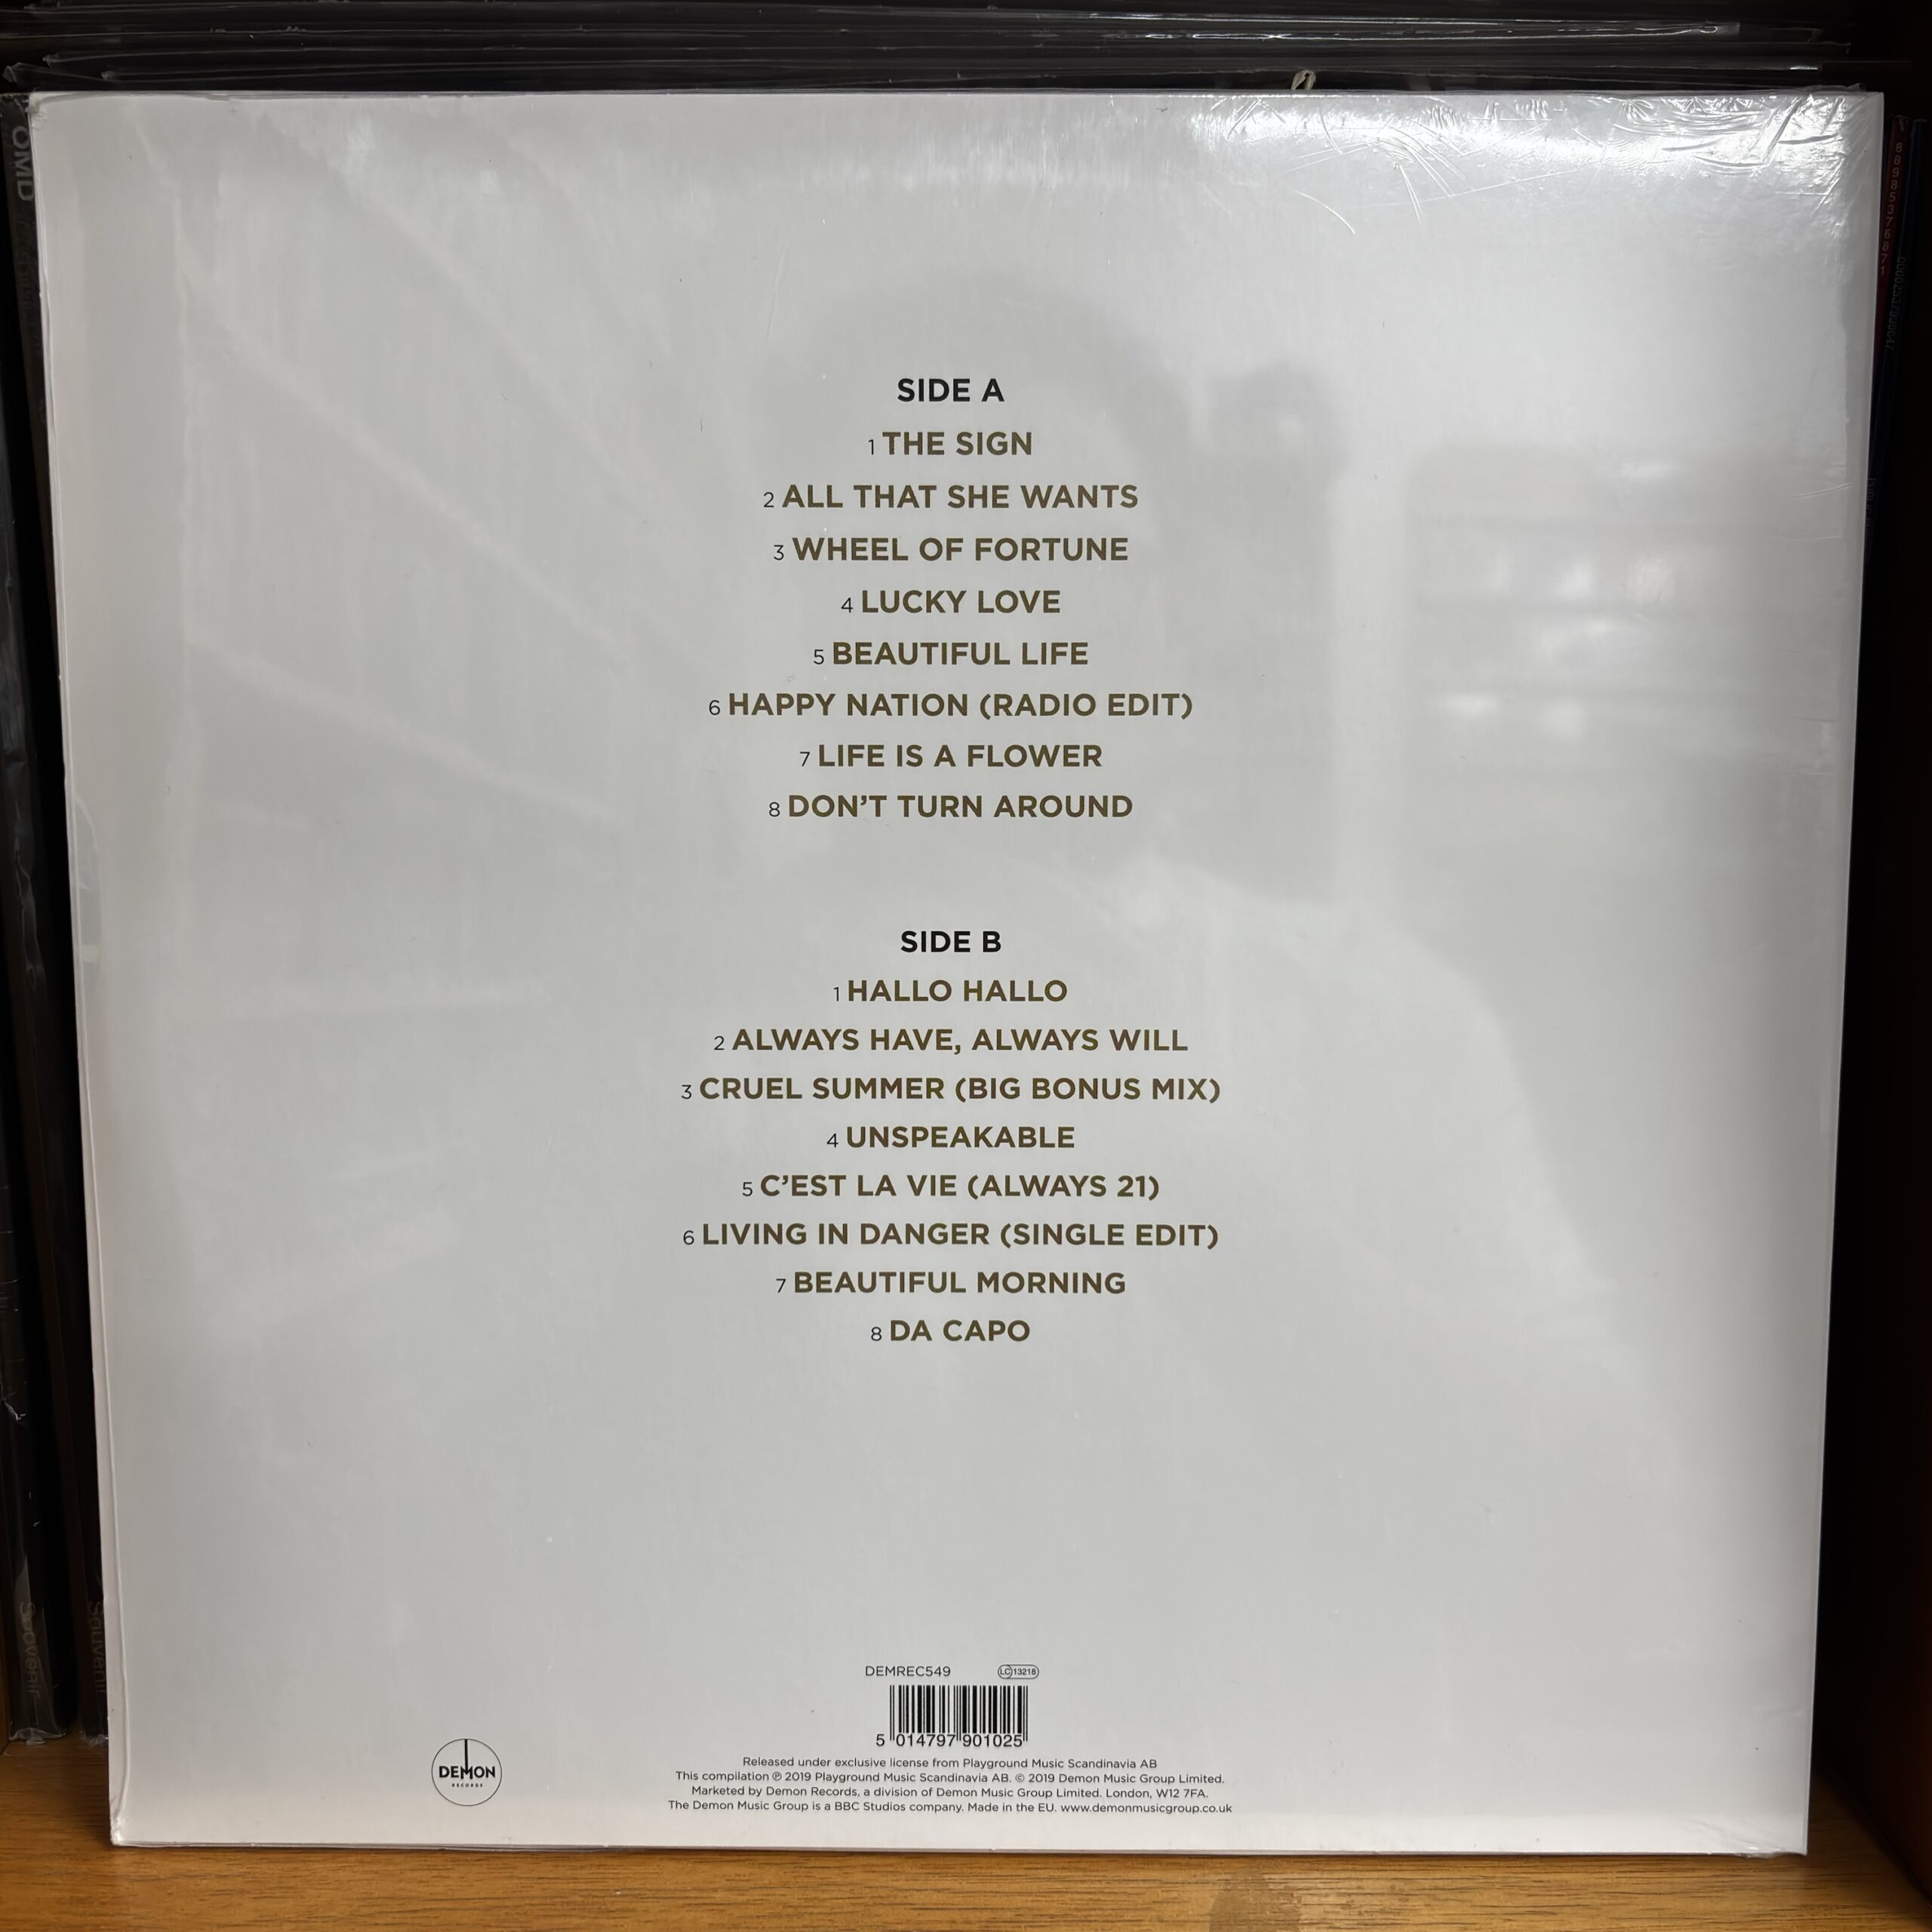 SIDE A
1 THE SIGN
2 ALL THAT SHE WANTS
3 WHEEL OF FORTUNE
4 LUCKY LOVE
5 BEAUTIFUL LIFE
6 HAPPY NATION (RADIO EDIT)
7 LIFE IS A FLOWER
8 DON'T TURN AROUND
SIDE B
1 HALLO HALLO
2 ALWAYS HAVE, ALWAYS WILL
3 CRUEL SUMMER (BIG BONUS MIX)
4 UNSPEAKABLE
5 C'EST LA VIE (ALWAYS 21)
6 LIVING IN DANGER (SINGLE EDIT)
7 BEAUTIFUL MORNING
8 DA CAPO
DEMREC549
LC 13218
5 014797 901025
DEMON
RECORDS
Released under exclusive license from Playground Music Scandinavia AB
This compilation ℗ 2019 Playground Music Scandinavia AB. © 2019 Demon Music Group Limited.
Marketed by Demon Records, a division of Demon Music Group Limited. London, W12 7FA.
The Demon Music Group is a BBC Studios company. Made in the EU. www.demonmusicgroup.co.uk
OMD
Souvenir
Souvenir